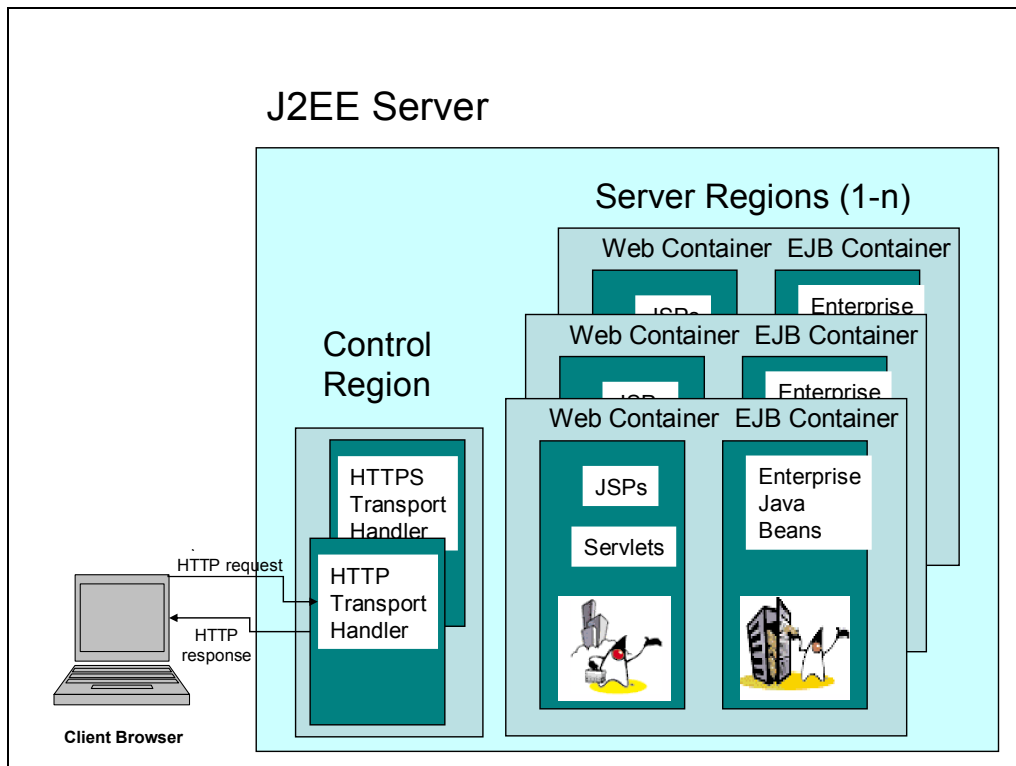 J2EE Server
Server Regions (1-n)
Web Container EJB Container
JSPs
Enterprise
Web Container EJB Container
JSPs
Enterprise
Web Container EJB Container
JSPs
Servlets
Enterprise
Java
Beans
Control
Region
HTTPS
Transport
Handler
HTTP
Transport
Handler
HTTP request
HTTP
response
Client Browser